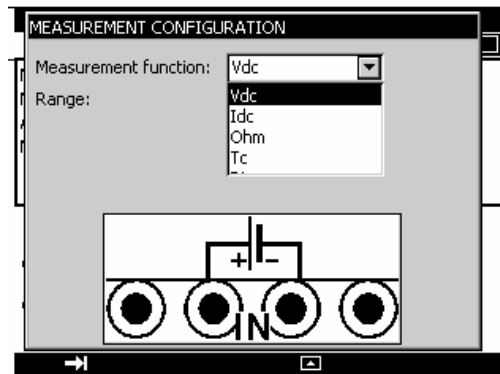 MEASUREMENT CONFIGURATION
Measurement function: Vdc
Range:
Vdc
Idc
Ohm
Tc
+ -
IN